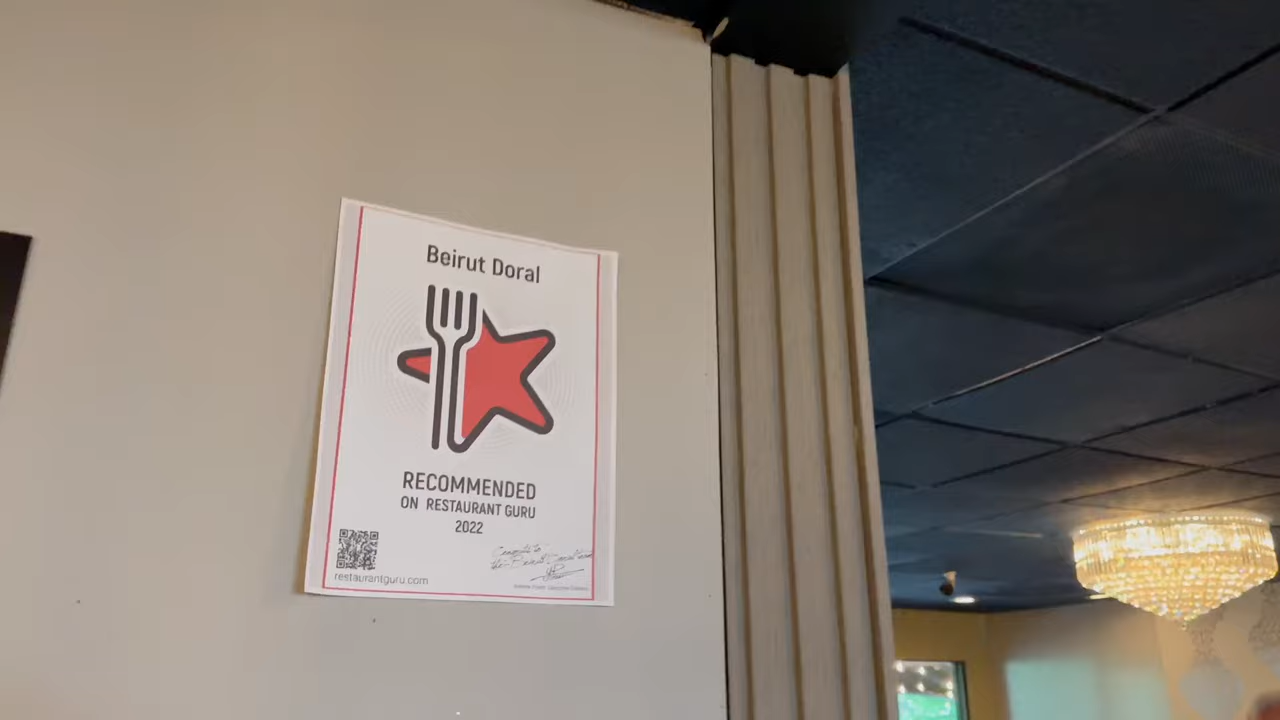 Beirut Doral
RECOMMENDED
ON RESTAURANT GURU
2022
restaurantguru.com